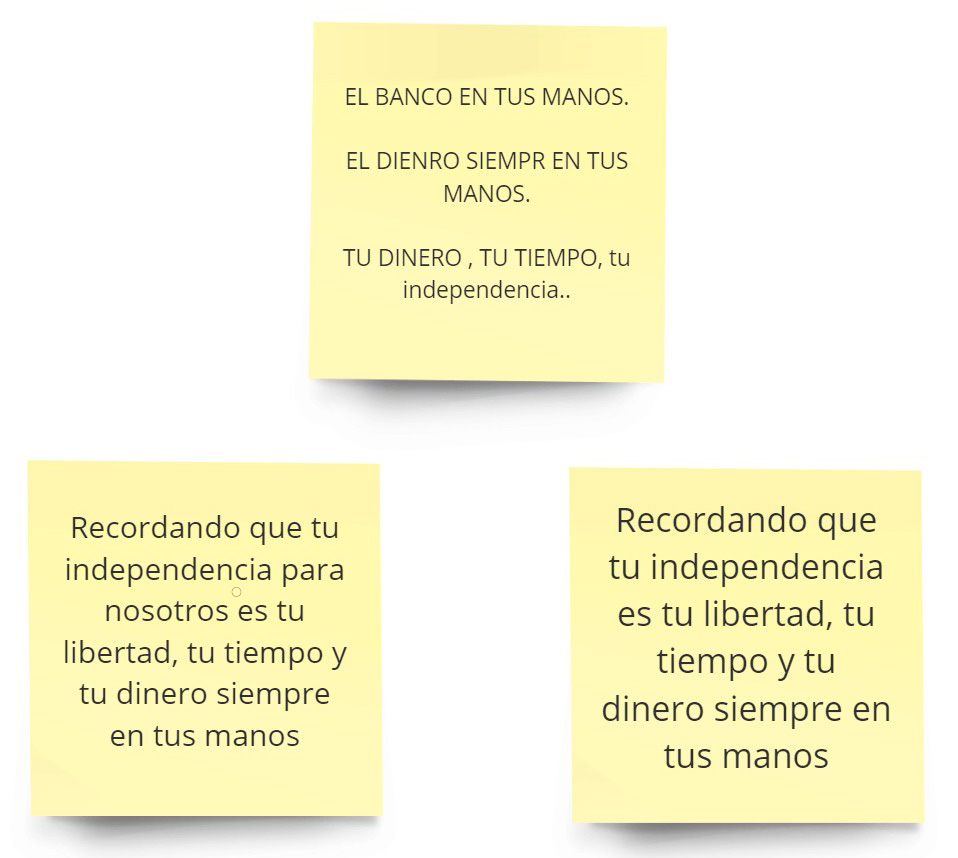 EL BANCO EN TUS MANOS.
EL DIENRO SIEMPR EN TUS
MANOS.
TU DINERO , TU TIEMPO, tu
independencia..
Recordando que tu
independencia para
nosotros es tu
libertad, tu tiempo y
tu dinero siempre
en tus manos
Recordando que
tu independencia
es tu libertad, tu
tiempo y tu
dinero siempre en
tus manos